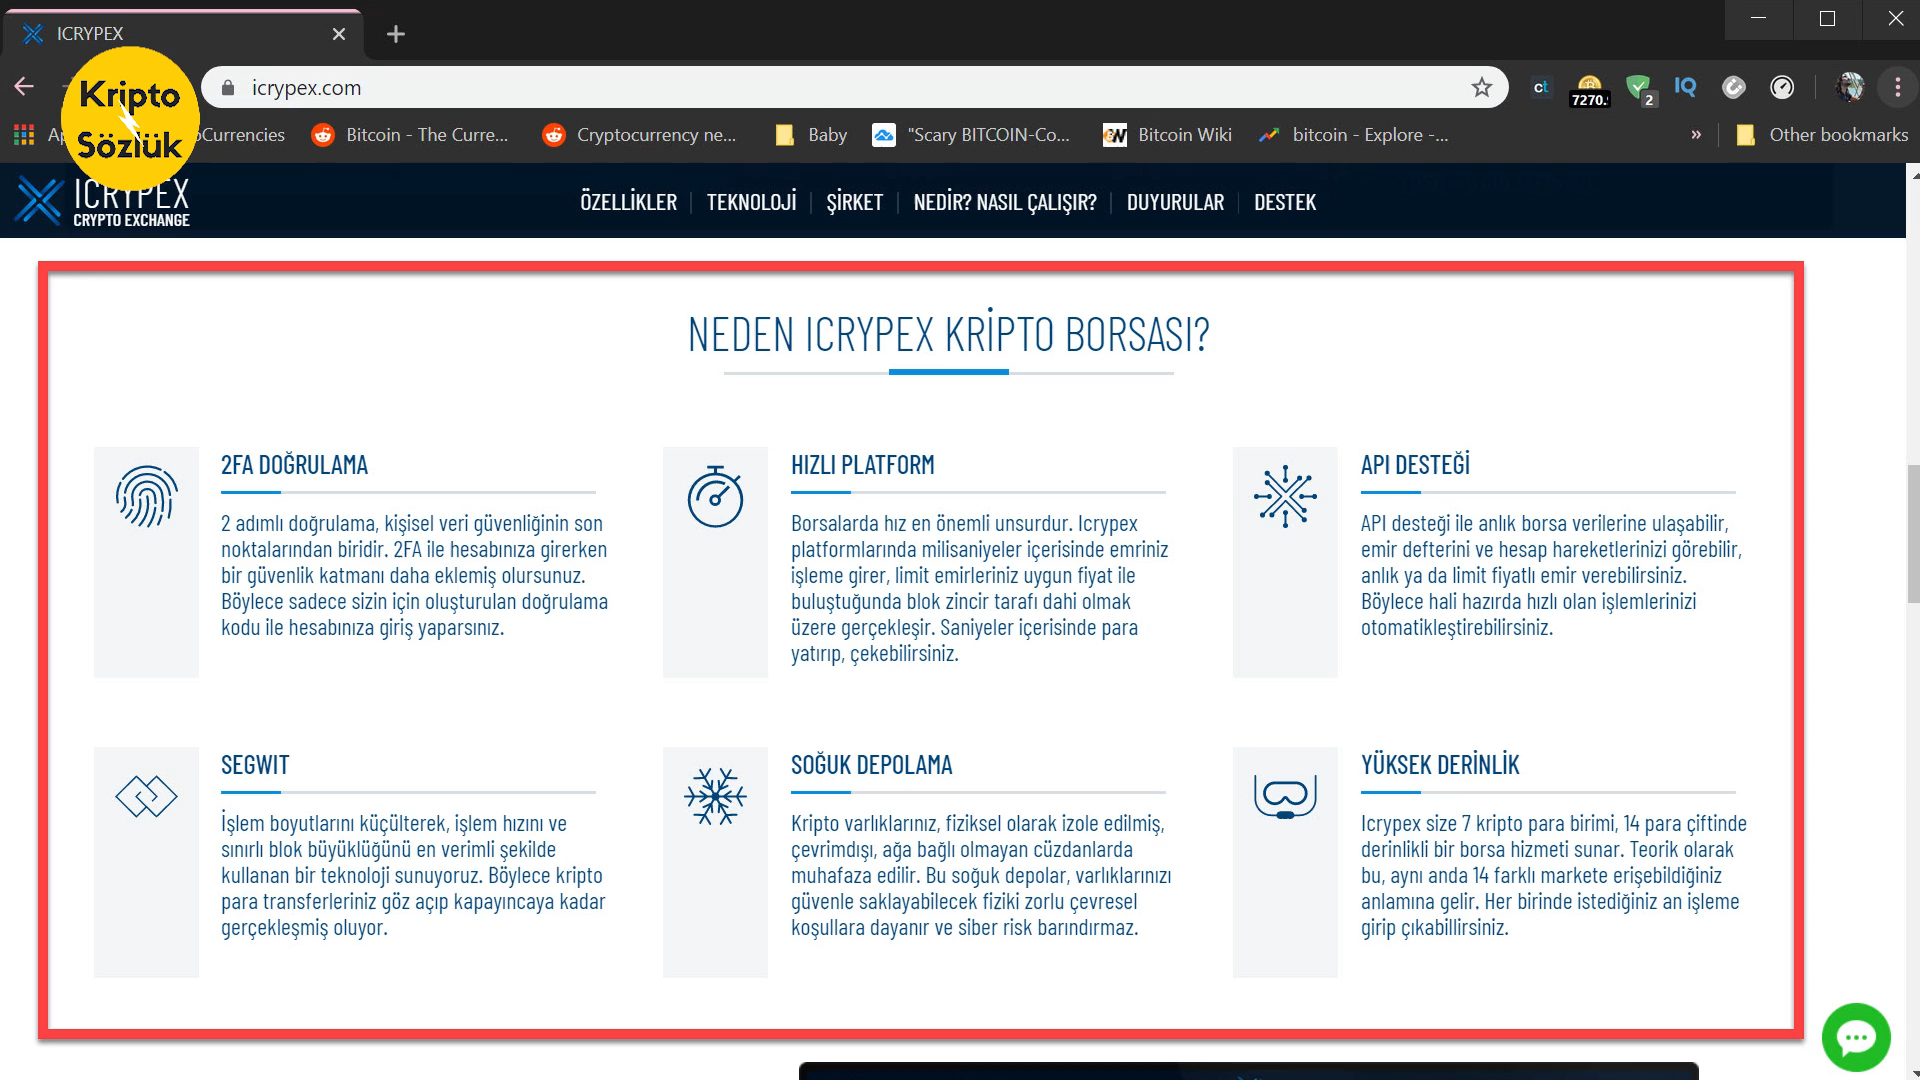 ICRYPEX
icrypex.com
ct
7270.
2
IQ
Kripto
Sözlük
Currencies
Bitcoin - The Curre...
Cryptocurrency ne...
Baby
"Scary BITCOIN-Co...
Bitcoin Wiki
bitcoin - Explore -...
»
Other bookmarks
ICRYPEX
CRYPTO EXCHANGE
ÖZELLİKLER
TEKNOLOJİ
ŞİRKET
NEDİR? NASIL ÇALIŞIR?
DUYURULAR
DESTEK
NEDEN ICRYPEX KRİPTO BORSASI?
2FA DOĞRULAMA
2 adımlı doğrulama, kişisel veri güvenliğinin son
noktalarından biridir. 2FA ile hesabınıza girerken
bir güvenlik katmanı daha eklemiş olursunuz.
Böylece sadece sizin için oluşturulan doğrulama
kodu ile hesabınıza giriş yaparsınız.
HIZLI PLATFORM
Borsalarda hız en önemli unsurdur. Icrypex
platformlarında milisaniyeler içerisinde emriniz
işleme girer, limit emirleriniz uygun fiyat ile
buluştuğunda blok zincir tarafı dahi olmak
üzere gerçekleşir. Saniyeler içerisinde para
yatırıp, çekebilirsiniz.
API DESTEĞİ
API desteği ile anlık borsa verilerine ulaşabilir,
emir defterini ve hesap hareketlerinizi görebilir,
anlık ya da limit fiyatlı emir verebilirsiniz.
Böylece hali hazırda hızlı olan işlemlerinizi
otomatikleştirebilirsiniz.
SEGWIT
İşlem boyutlarını küçülterek, işlem hızını ve
sınırlı blok büyüklüğünü en verimli şekilde
kullanan bir teknoloji sunuyoruz. Böylece kripto
para transferleriniz göz açıp kapayıncaya kadar
gerçekleşmiş oluyor.
SOĞUK DEPOLAMA
Kripto varlıklarınız, fiziksel olarak izole edilmiş,
çevrimdışı, ağa bağlı olmayan cüzdanlarda
muhafaza edilir. Bu soğuk depolar, varlıklarınızı
güvenle saklayabilecek fiziki zorlu çevresel
koşullara dayanır ve siber risk barındırmaz.
YÜKSEK DERİNLİK
Icrypex size 7 kripto para birimi, 14 para çiftinde
derinlikli bir borsa hizmeti sunar. Teorik olarak
bu, aynı anda 14 farklı markete erişebildiğiniz
anlamına gelir. Her birinde istediğiniz an işleme
girip çıkabillirsiniz.